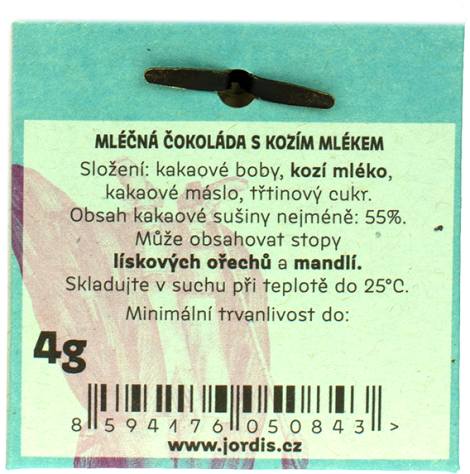 MLÉČNÁ ČOKOLÁDA S KOZÍM MLÉKEM
Složení: kakaové boby, kozí mléko,
kakaové máslo, třtinový cukr.
Obsah kakaové sušiny nejméně: 55%.
Může obsahovat stopy
lískových ořechů a mandlí.
Skladujte v suchu při teplotě do 25°C.
Minimální trvanlivost do:
4g
8 594176 050843 >
www.jordis.cz